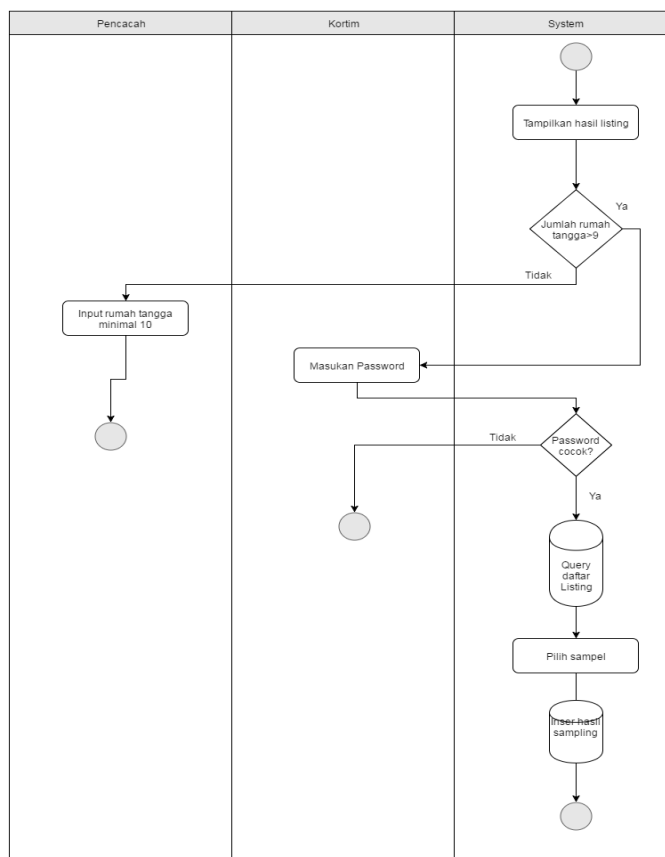 Pencacah
Kortim
System
Tampilkan hasil listing
Jumlah rumah
tangga>9
Ya
Tidak
Input rumah tangga
minimal 10
Masukan Password
Password
cocok?
Tidak
Ya
Query
daftar
Listing
Pilih sampel
Inser hasil
sampling